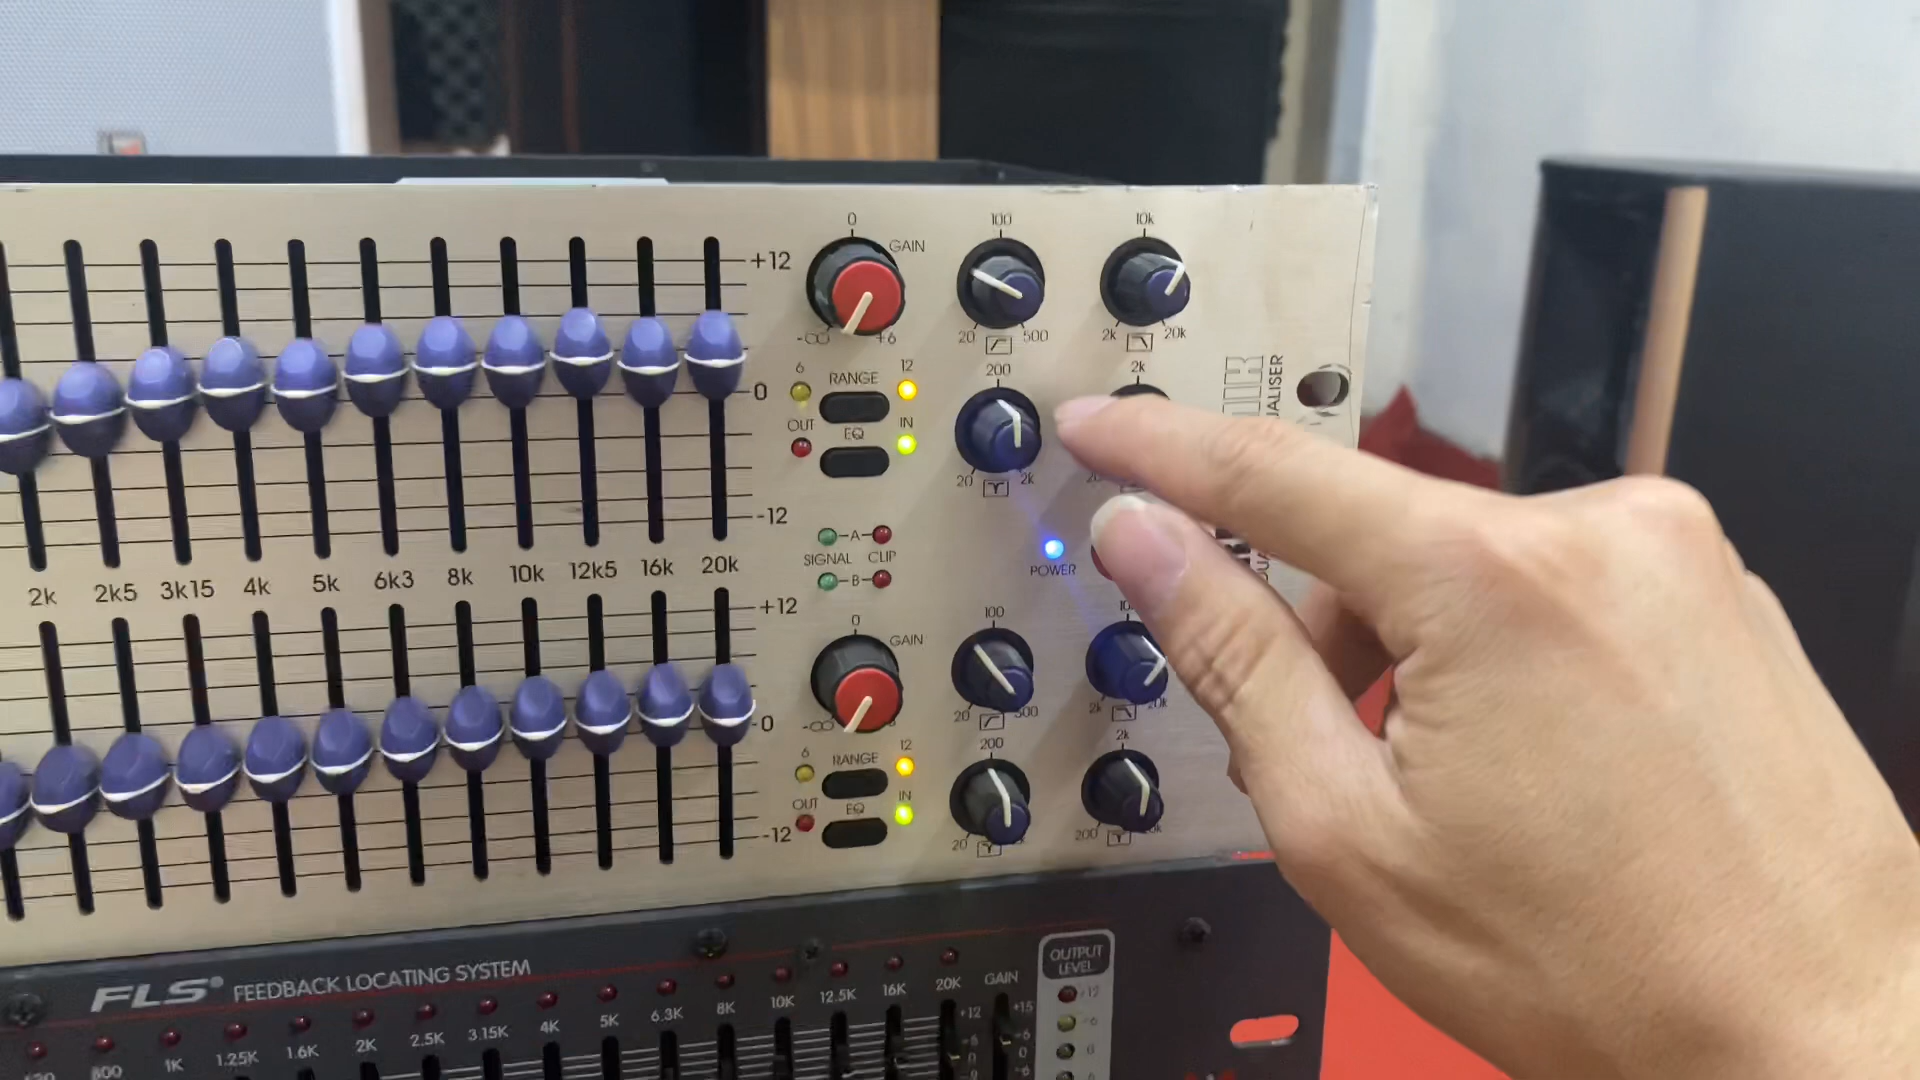 0 100 10k
GAIN
+12
-∞ +6 20 500 2k 20k
6 RANGE 12 200 2k
0
OUT EQ IN
20 2k
-12
A
SIGNAL CLIP
B
POWER
2k 2k5 3k15 4k 5k 6k3 8k 10k 12k5 16k 20k
+12
0 100
GAIN
-∞ 20 2k 20k
0
6 RANGE 12 200 2k
OUT EQ IN
-12
20 200
FLS® FEEDBACK LOCATING SYSTEM
800 1K 1.25K 1.6K 2K 2.5K 3.15K 4K 5K 6.3K 8K 10K 12.5K 16K 20K GAIN
OUTPUT
LEVEL
+12 +15